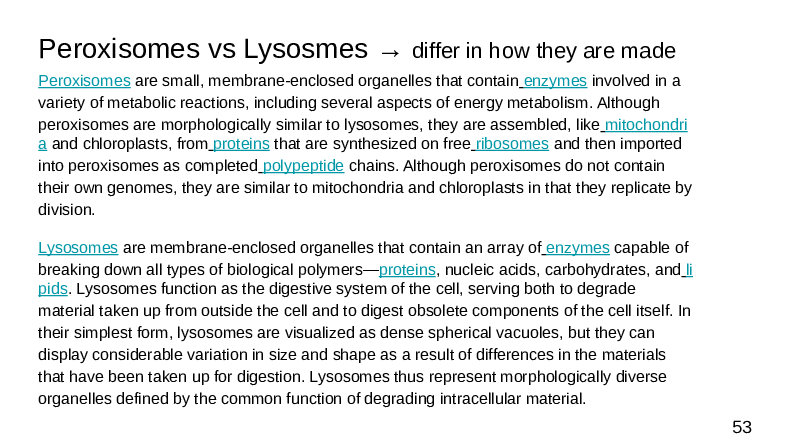 Peroxisomes vs Lysosmes → differ in how they are made
Peroxisomes are small, membrane-enclosed organelles that contain enzymes involved in a
variety of metabolic reactions, including several aspects of energy metabolism. Although
peroxisomes are morphologically similar to lysosomes, they are assembled, like mitochondri
a and chloroplasts, from proteins that are synthesized on free ribosomes and then imported
into peroxisomes as completed polypeptide chains. Although peroxisomes do not contain
their own genomes, they are similar to mitochondria and chloroplasts in that they replicate by
division.
Lysosomes are membrane-enclosed organelles that contain an array of enzymes capable of
breaking down all types of biological polymers—proteins, nucleic acids, carbohydrates, and li
pids. Lysosomes function as the digestive system of the cell, serving both to degrade
material taken up from outside the cell and to digest obsolete components of the cell itself. In
their simplest form, lysosomes are visualized as dense spherical vacuoles, but they can
display considerable variation in size and shape as a result of differences in the materials
that have been taken up for digestion. Lysosomes thus represent morphologically diverse
organelles defined by the common function of degrading intracellular material.
53